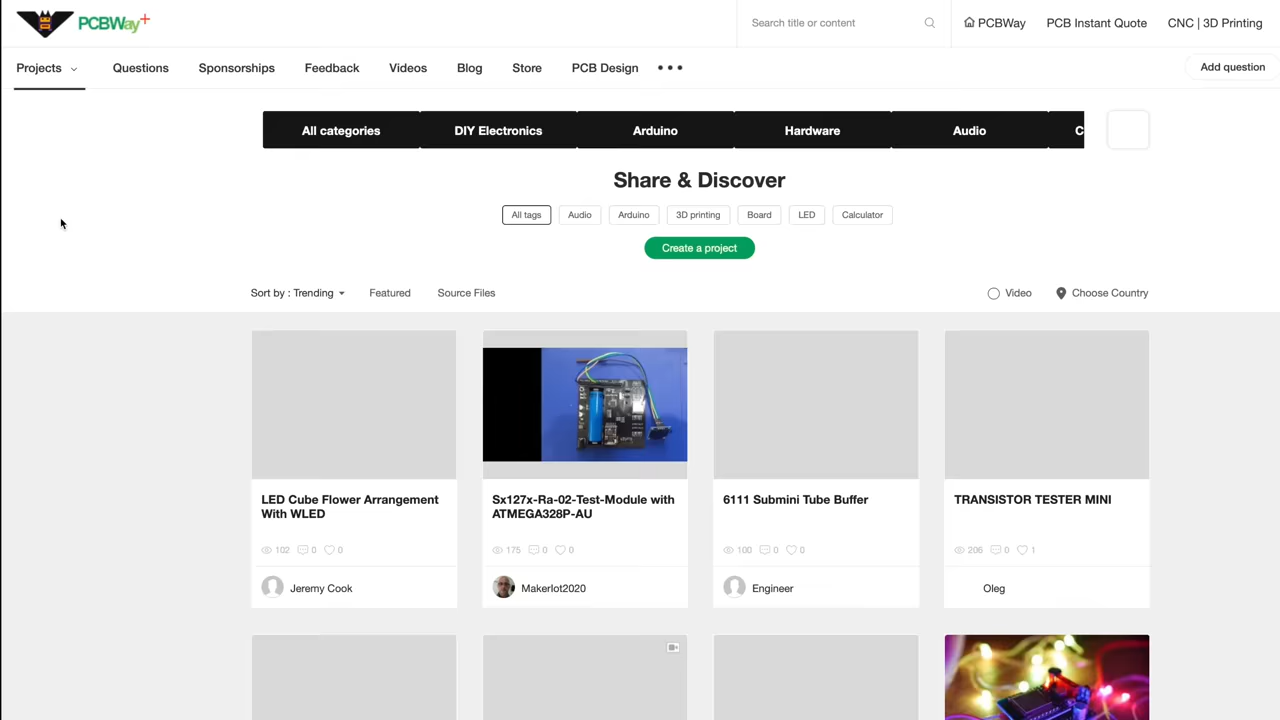 PCBWay+
Search title or content
PCBWay
PCB Instant Quote
CNC | 3D Printing
Projects
Questions
Sponsorships
Feedback
Videos
Blog
Store
PCB Design
•••
Add question
All categories
DIY Electronics
Arduino
Hardware
Audio
C
Share & Discover
All tags
Audio
Arduino
3D printing
Board
LED
Calculator
Create a project
Sort by : Trending
Featured
Source Files
Video
Choose Country
LED Cube Flower Arrangement
With WLED
102 0 0
Jeremy Cook
Sx127x-Ra-02-Test-Module with
ATMEGA328P-AU
175 0 0
MakerIot2020
6111 Submini Tube Buffer
100 0 0
Engineer
TRANSISTOR TESTER MINI
206 0 1
Oleg